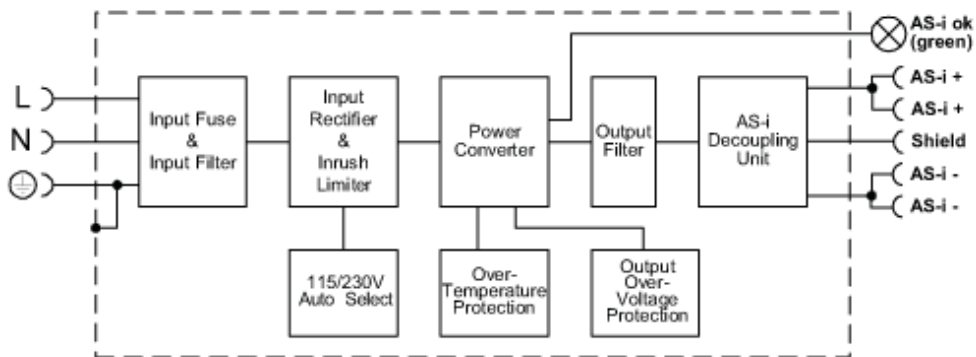 AS-i ok
(green)
L
N
Input Fuse
&
Input Filter
Input
Rectifier
&
Inrush
Limiter
Power
Converter
Output
Filter
AS-i
Decoupling
Unit
AS-i +
AS-i +
Shield
AS-i -
AS-i -
115/230V
Auto Select
Over-
Temperature
Protection
Output
Over-
Voltage
Protection